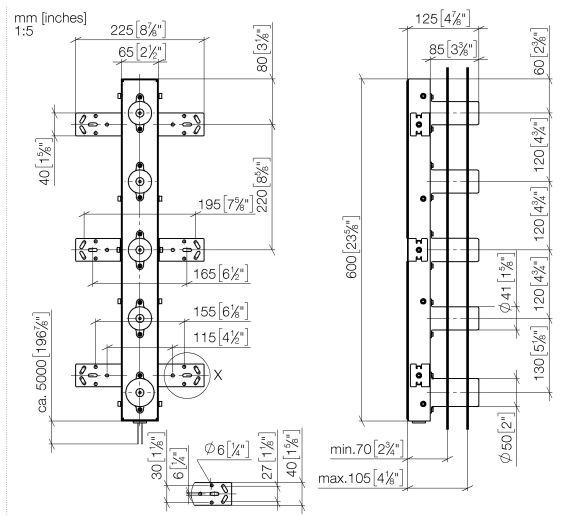 mm [inches]
1:5
225 [8⅞"]
65 [2½"]
80 [3⅛"]
40 [1⅝"]
220 [8⅝"]
195 [7⅝"]
165 [6½"]
155 [6⅛"]
115 [4½"]
X
ca. 5000 [196⅞"]
30 [1⅛"]
6 [¼"]
Ø 6 [¼"]
27 [1⅛"]
40 [1⅝"]
125 [4⅞"]
85 [3⅜"]
60 [2⅜"]
120 [4¾"]
120 [4¾"]
600 [23⅝"]
Ø 41 [1⅝"]
120 [4¾"]
130 [5⅛"]
Ø 50 [2"]
min. 70 [2¾"]
max. 105 [4⅛"]